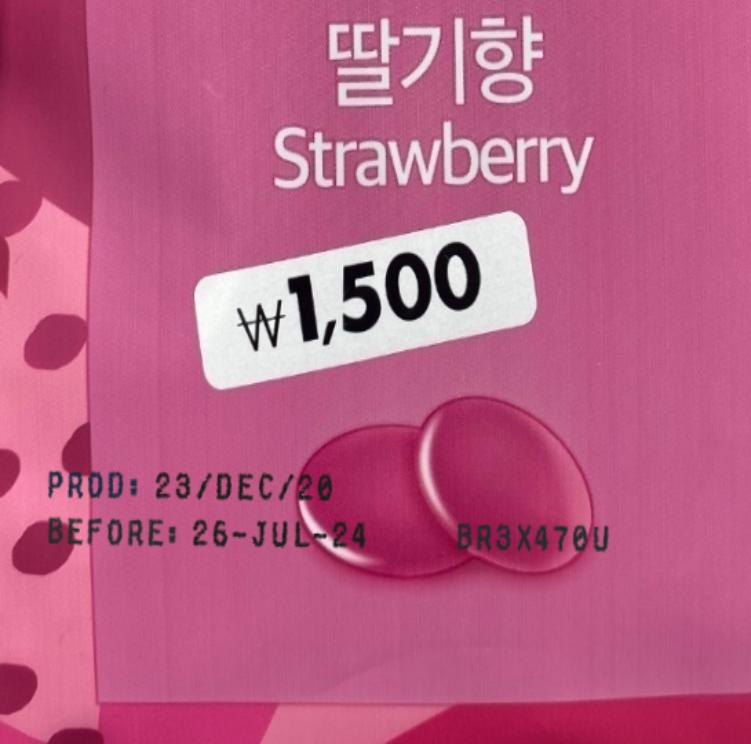 딸기향
Strawberry
₩1,500
PROD: 23/DEC/20
BEFORE: 26-JUL-24 BR3X470U